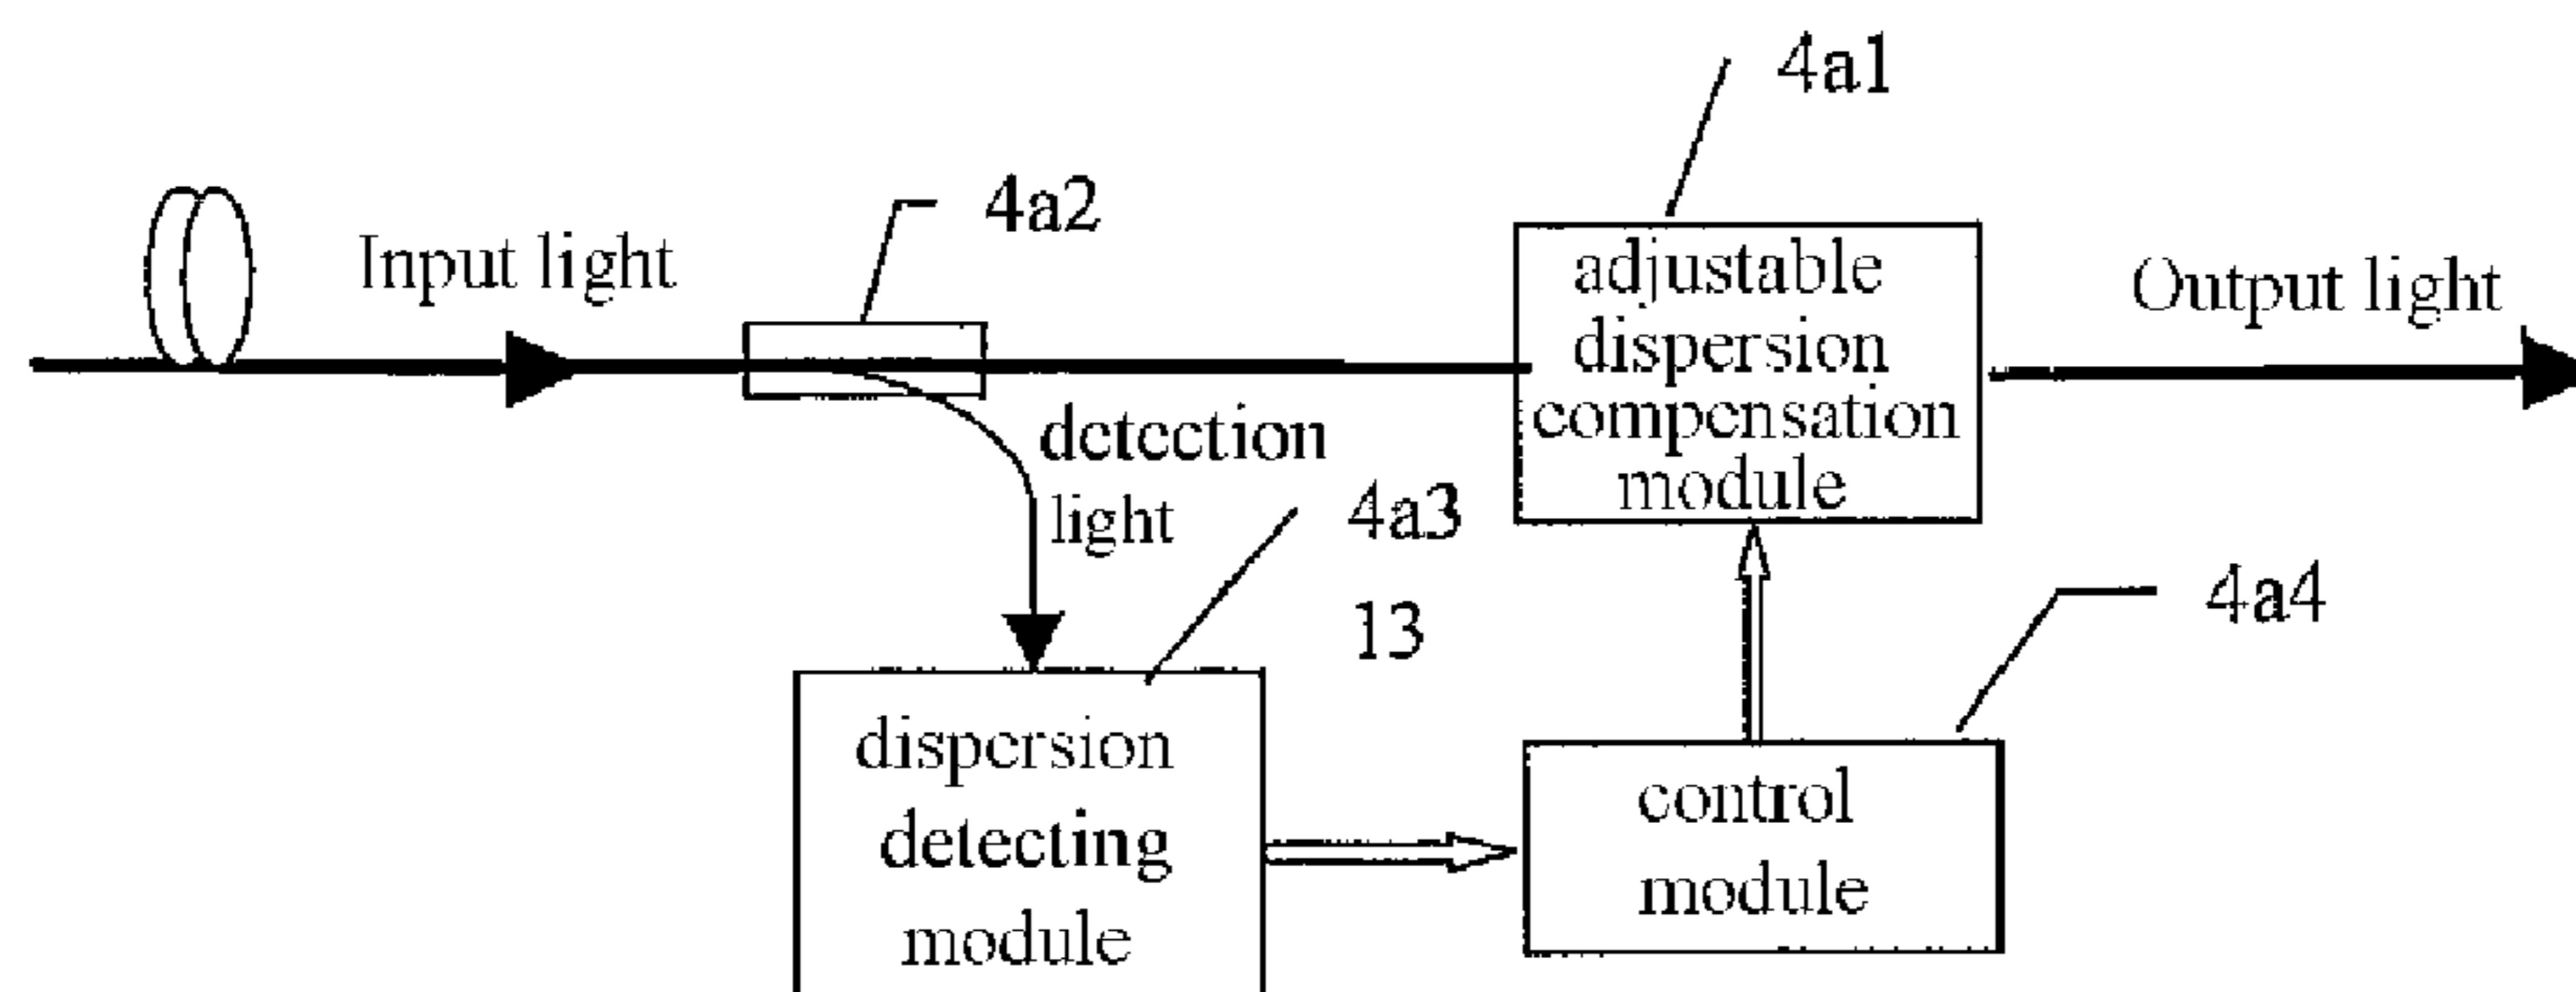 4a1
4a2
Input light
adjustable
dispersion
compensation
module
Output light
detection
light
4a3
13
4a4
dispersion
detecting
module
control
module